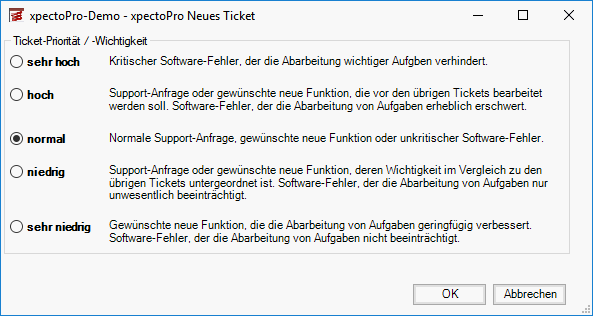 xpectoPro-Demo - xpectoPro Neues Ticket
Ticket-Priorität / -Wichtigkeit
sehr hoch Kritischer Software-Fehler, der die Abarbeitung wichtiger Aufgben verhindert.
hoch Support-Anfrage oder gewünschte neue Funktion, die vor den übrigen Tickets bearbeitet
werden soll. Software-Fehler, der die Abarbeitung von Aufgaben erheblich erschwert.
normal Normale Support-Anfrage, gewünschte neue Funktion oder unkritischer Software-Fehler.
niedrig Support-Anfrage oder gewünschte neue Funktion, deren Wichtigkeit im Vergleich zu den
übrigen Tickets untergeordnet ist. Software-Fehler, der die Abarbeitung von Aufgaben nur
unwesentlich beeinträchtigt.
sehr niedrig Gewünschte neue Funktion, die die Abarbeitung von Aufgaben geringfügig verbessert.
Software-Fehler, der die Abarbeitung von Aufgaben nicht beeinträchtigt.
OK Abbrechen